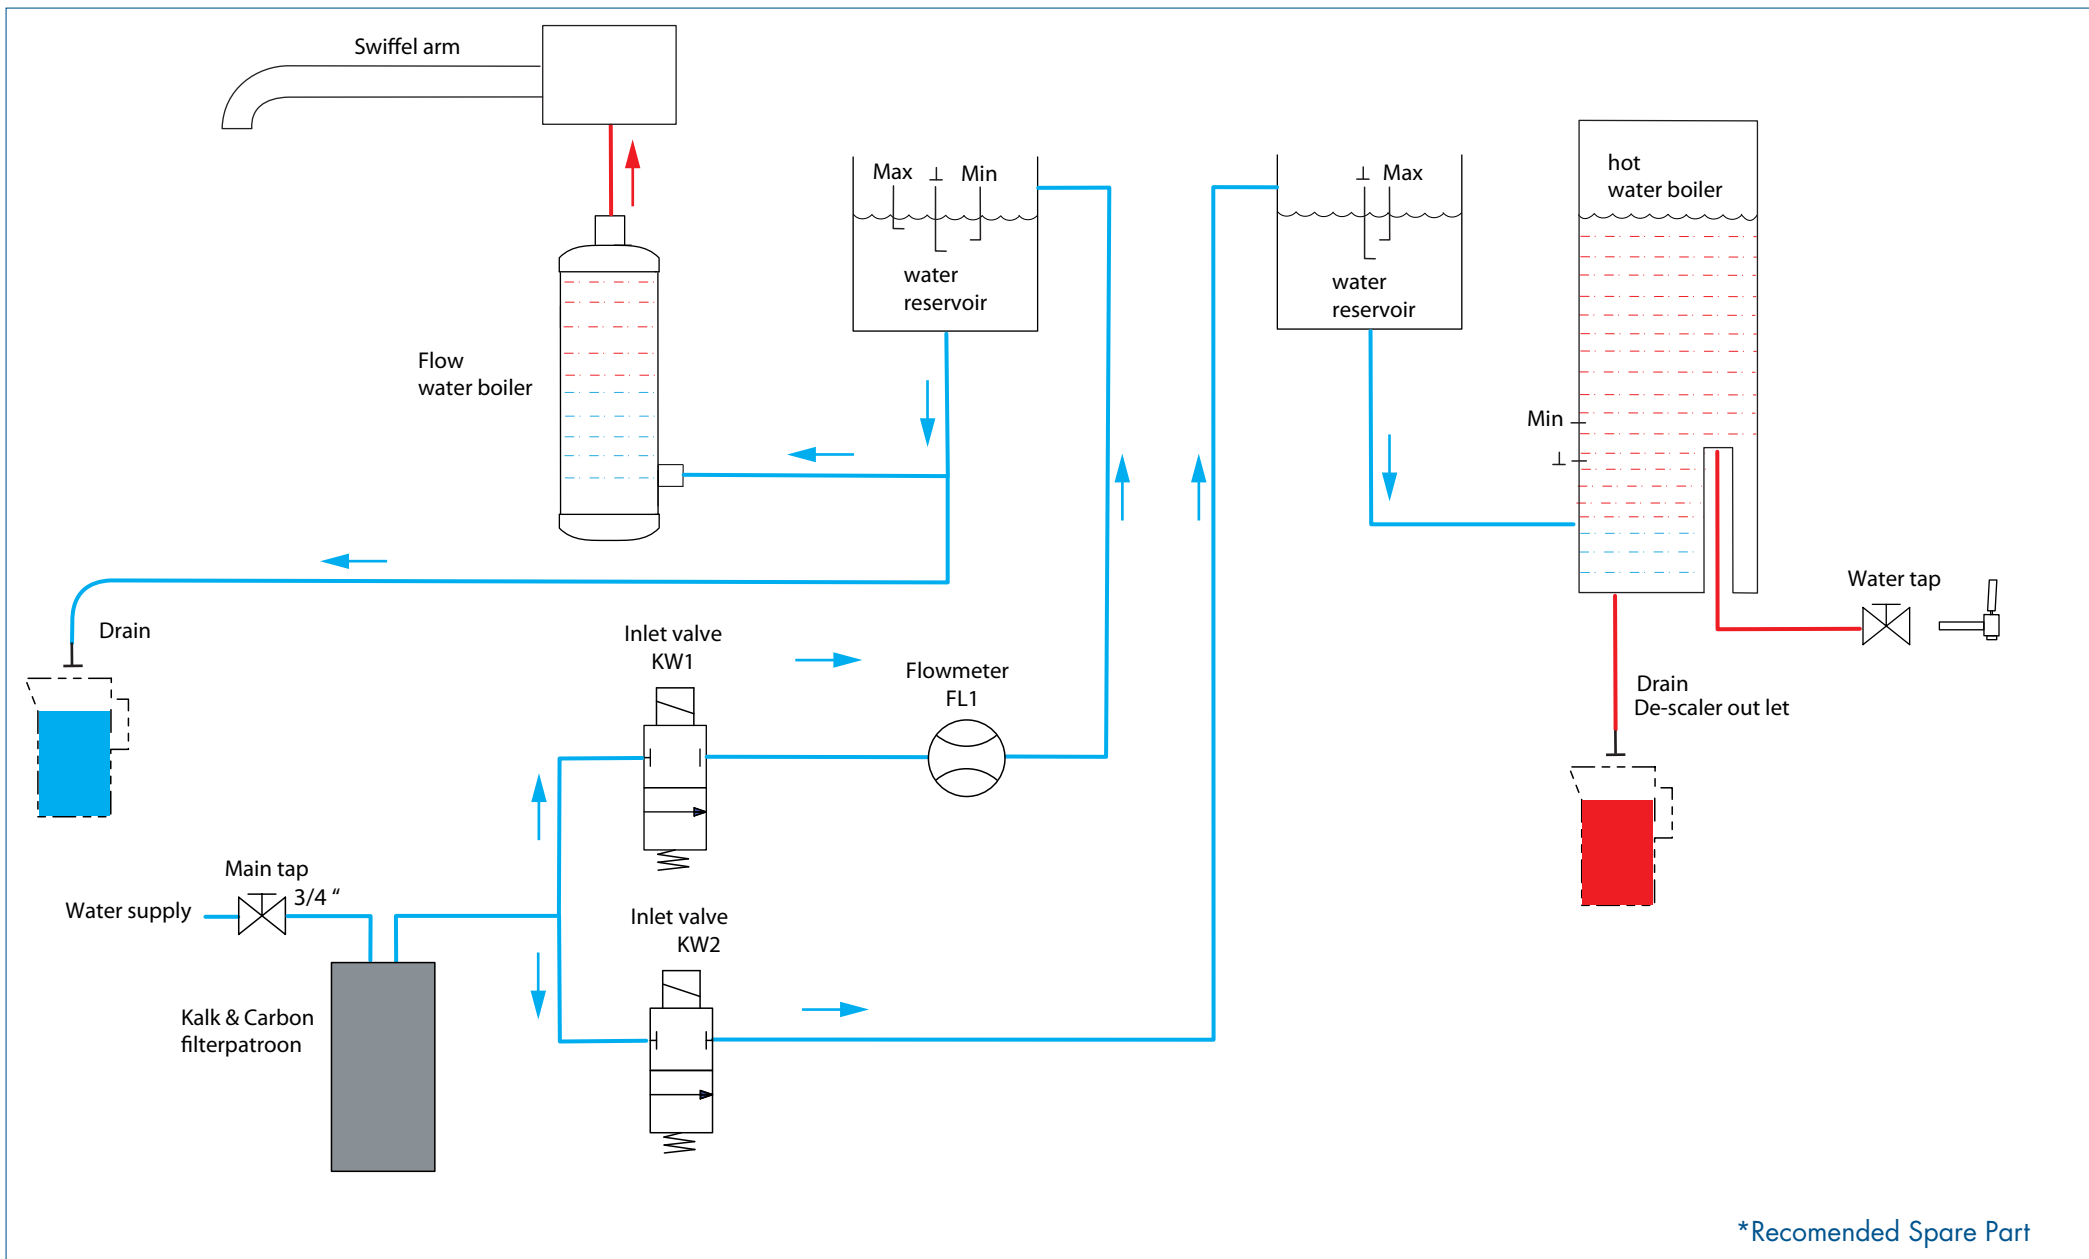 Swiffel arm
Max ⊥ Min
water
reservoir
⊥ Max
water
reservoir
hot
water boiler
Flow
water boiler
Min
⊥
Water tap
Drain
Inlet valve
KW1
Flowmeter
FL1
Drain
De-scaler out let
Main tap
3/4 “
Water supply
Inlet valve
KW2
Kalk & Carbon
filterpatroon
*Recomended Spare Part